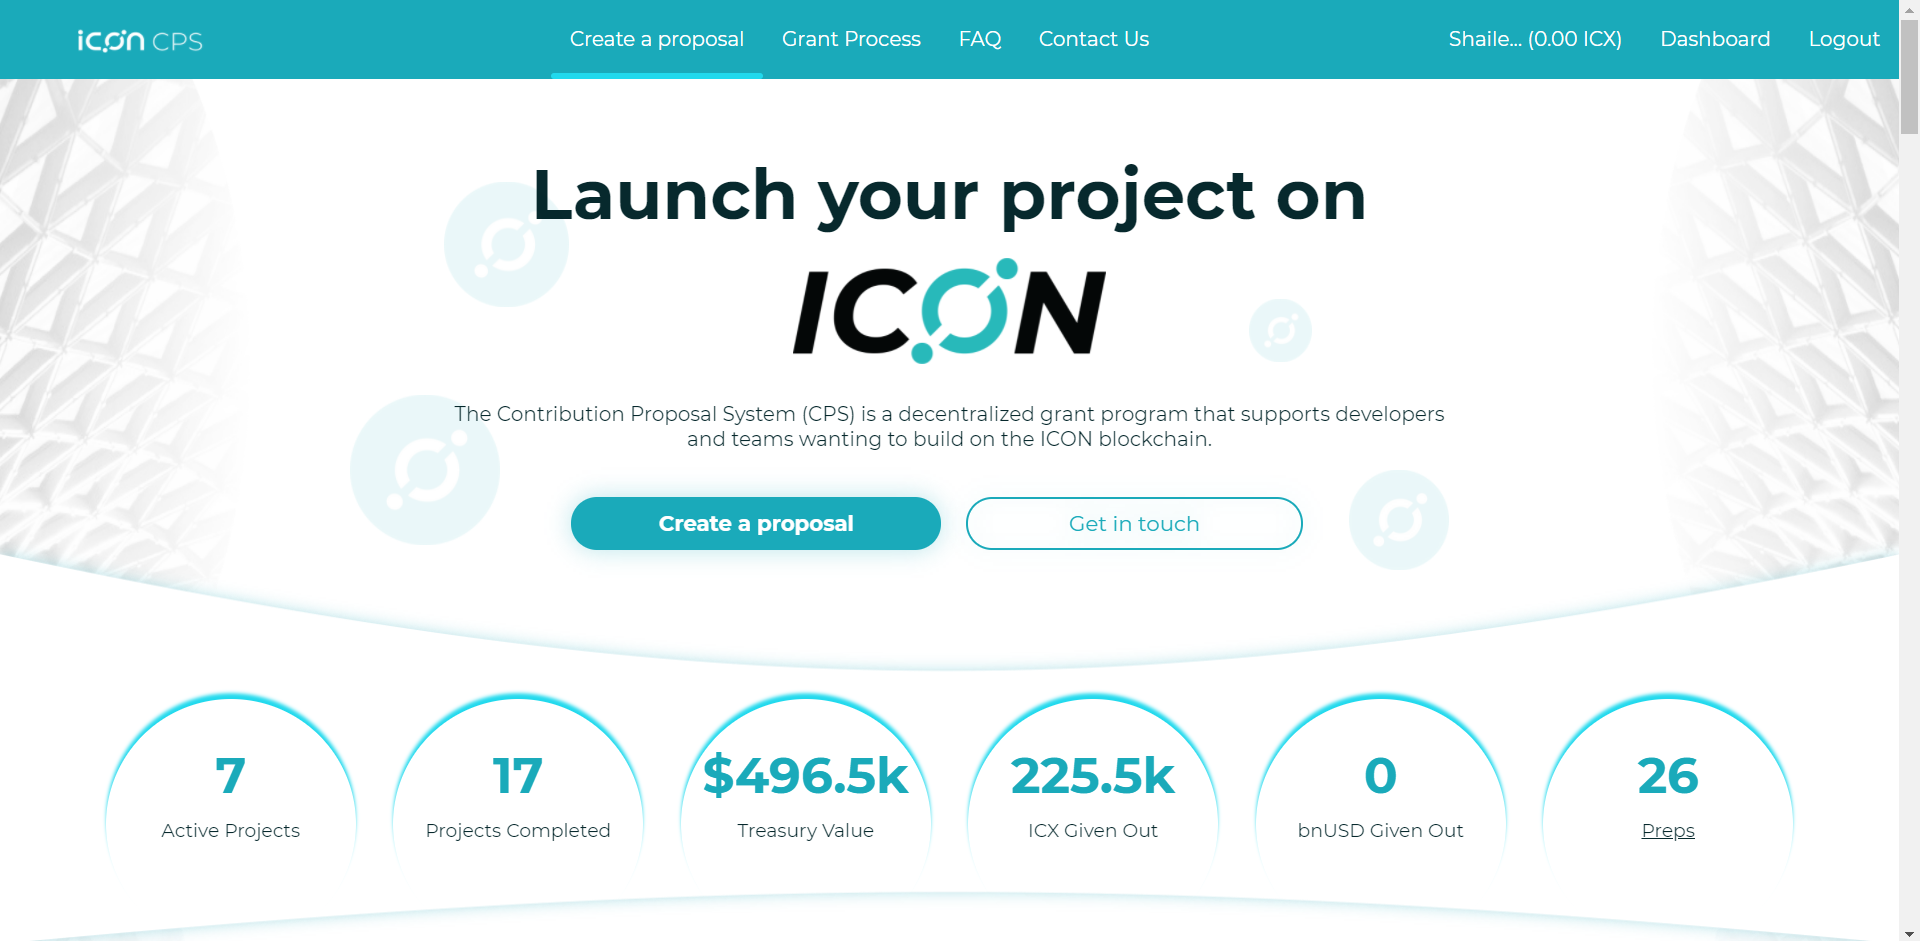 icon CPS
Create a proposal
Grant Process
FAQ
Contact Us
Shaile... (0.00 ICX)
Dashboard
Logout
Launch your project on
ICON
The Contribution Proposal System (CPS) is a decentralized grant program that supports developers
and teams wanting to build on the ICON blockchain.
Create a proposal
Get in touch
7
Active Projects
17
Projects Completed
$496.5k
Treasury Value
225.5k
ICX Given Out
0
bnUSD Given Out
26
Preps